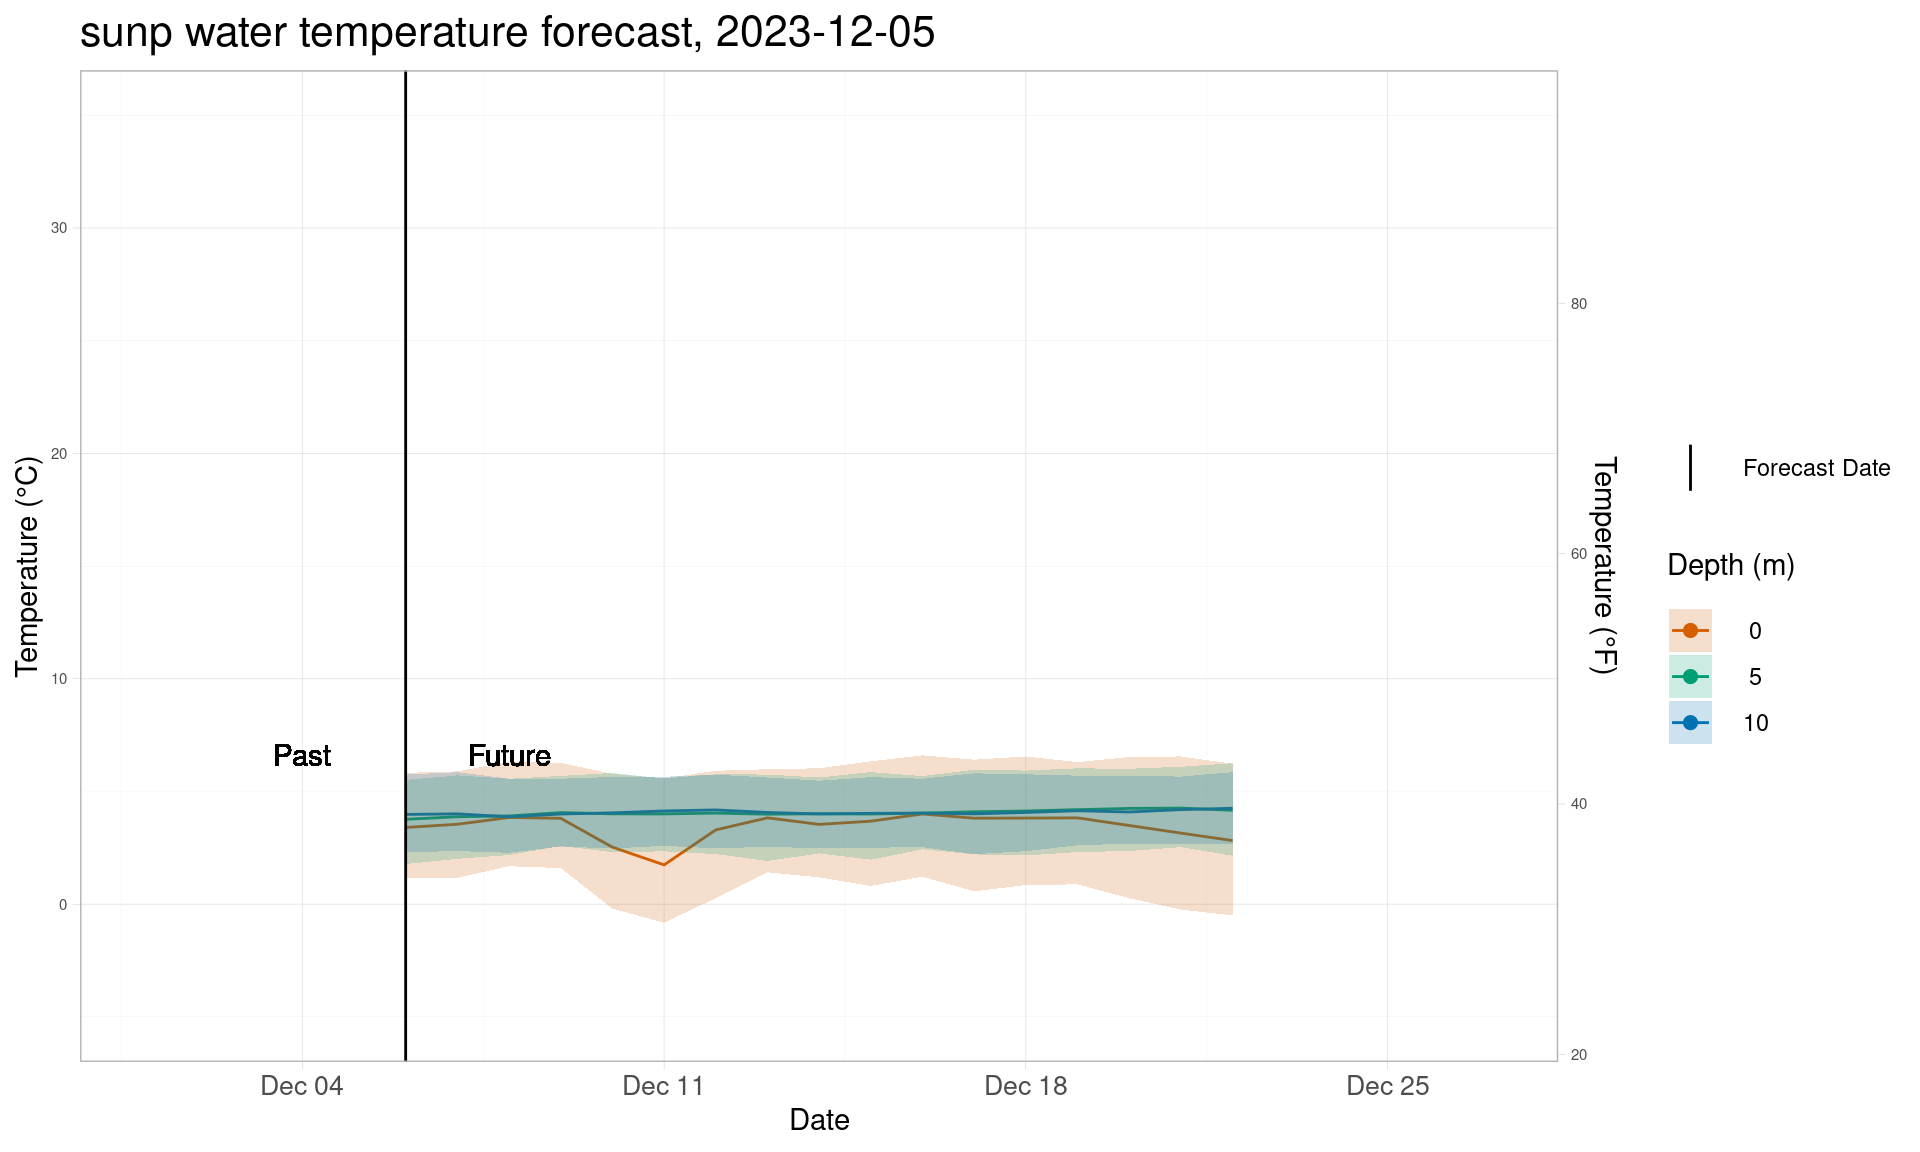 sunp water temperature forecast, 2023-12-05
Temperature (°C)
30
20
10
0
Past
Future
Dec 04
Dec 11
Dec 18
Dec 25
Date
80
60
40
20
Temperature (°F)
Forecast Date
Depth (m)
0
5
10